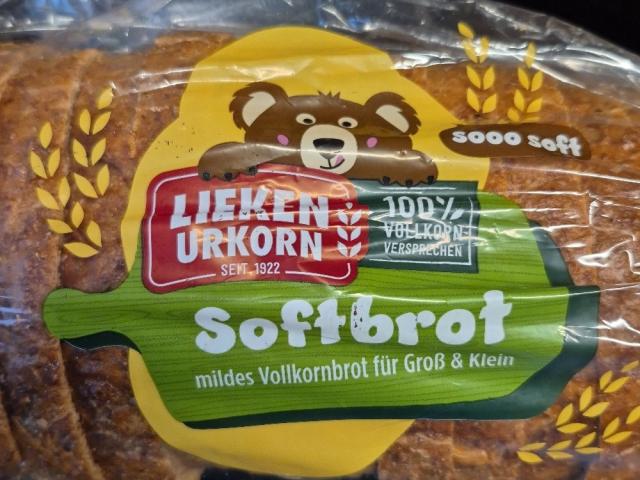 sooo soft
LIEKEN
URKORN
SEIT 1922
100%
VOLLKORN
VERSPRECHEN
Softbrot
mildes Vollkornbrot für Groß & Klein